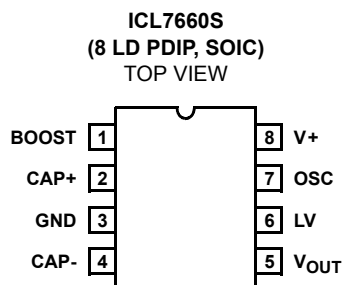 ICL7660S
(8 LD PDIP, SOIC)
TOP VIEW
BOOST 1 8 V+
CAP+ 2 7 OSC
GND 3 6 LV
CAP- 4 5 VOUT